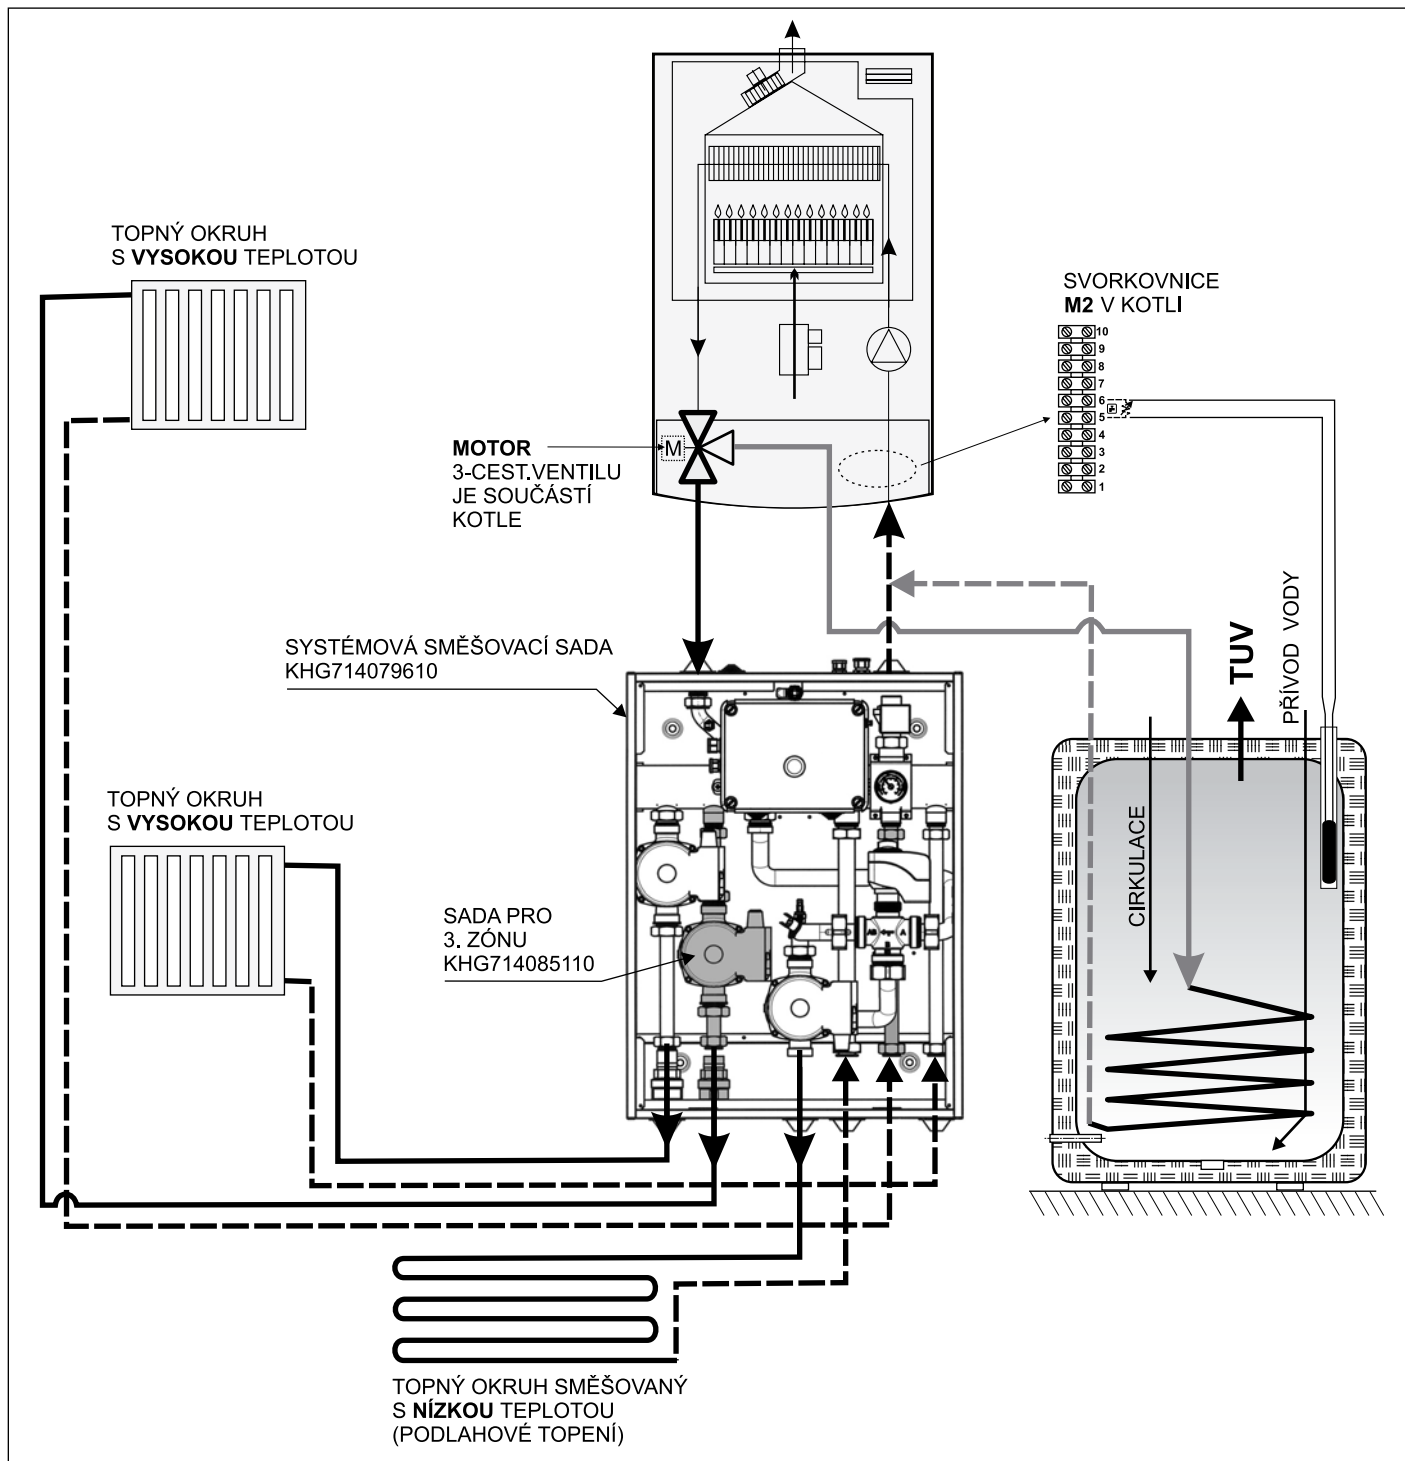 TOPNÝ OKRUH
S VYSOKOU TEPLOTOU
SVORKOVNICE
M2 V KOTLI
10
9
8
7
6
5
4
3
2
1
MOTOR
3-CEST.VENTILU
JE SOUČÁSTÍ
KOTLE
M
SYSTÉMOVÁ SMĚŠOVACÍ SADA
KHG714079610
TUV
PŘÍVOD VODY
CIRKULACE
TOPNÝ OKRUH
S VYSOKOU TEPLOTOU
SADA PRO
3. ZÓNU
KHG714085110
AB
A
B
TOPNÝ OKRUH SMĚŠOVANÝ
S NÍZKOU TEPLOTOU
(PODLAHOVÉ TOPENÍ)